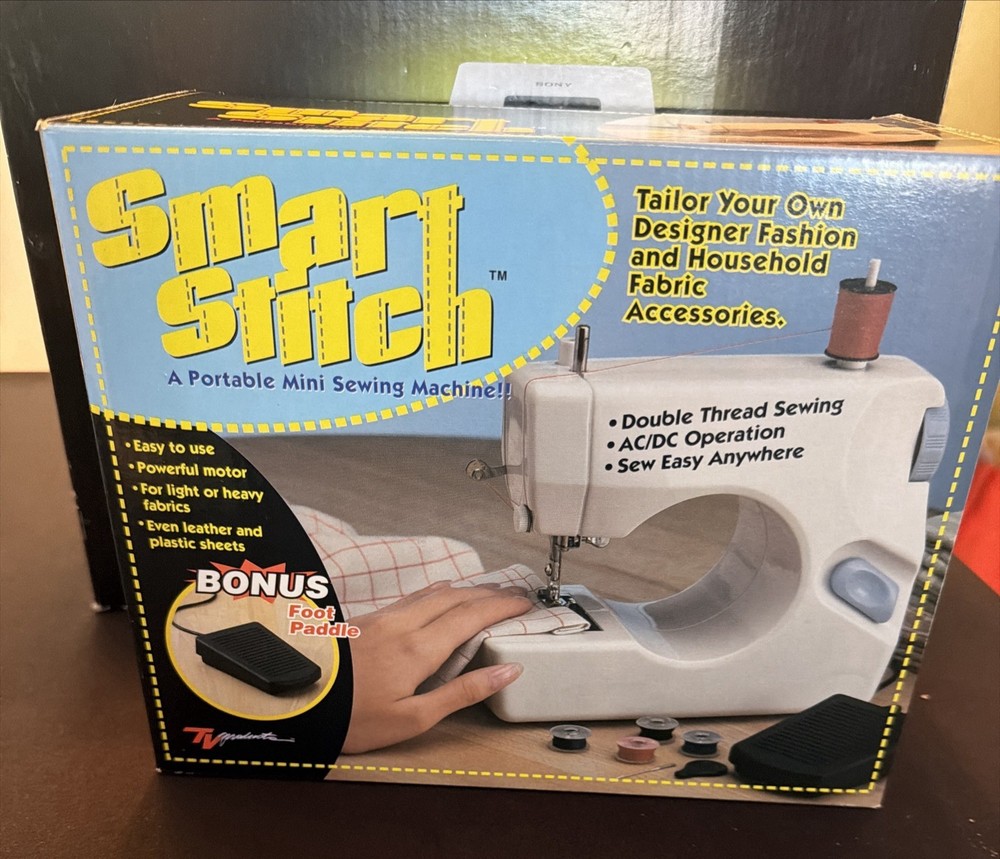 SONY
Smart
Stitch
TM
A Portable Mini Sewing Machine!!
Tailor Your Own
Designer Fashion
and Household
Fabric
Accessories.
• Double Thread Sewing
• AC/DC Operation
• Sew Easy Anywhere
• Easy to use
• Powerful motor
• For light or heavy
fabrics
• Even leather and
plastic sheets
BONUS
Foot
Paddle
TV